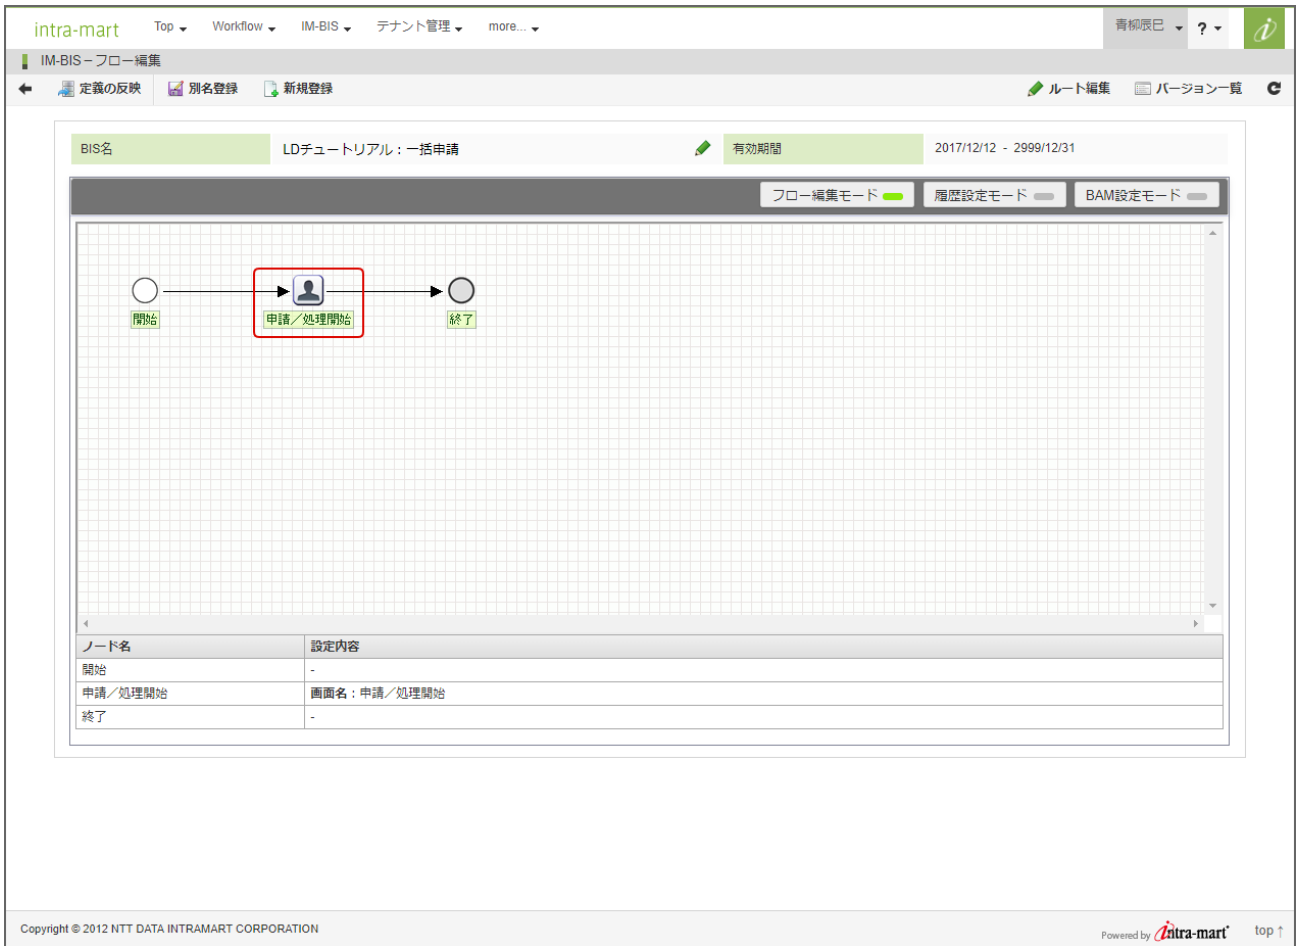 intra-mart Top Workflow IM-BIS テナント管理 more... 青柳辰巳 ?
IM-BIS – フロー編集
定義の反映 別名登録 新規登録 ルート編集 バージョン一覧
BIS名 LDチュートリアル：一括申請 有効期間 2017/12/12 - 2999/12/31
フロー編集モード 履歴設定モード BAM設定モード
開始 申請／処理開始 終了
ノード名 設定内容
開始 -
申請／処理開始 画面名：申請／処理開始
終了 -
Copyright © 2012 NTT DATA INTRAMART CORPORATION Powered by intra-mart top ↑